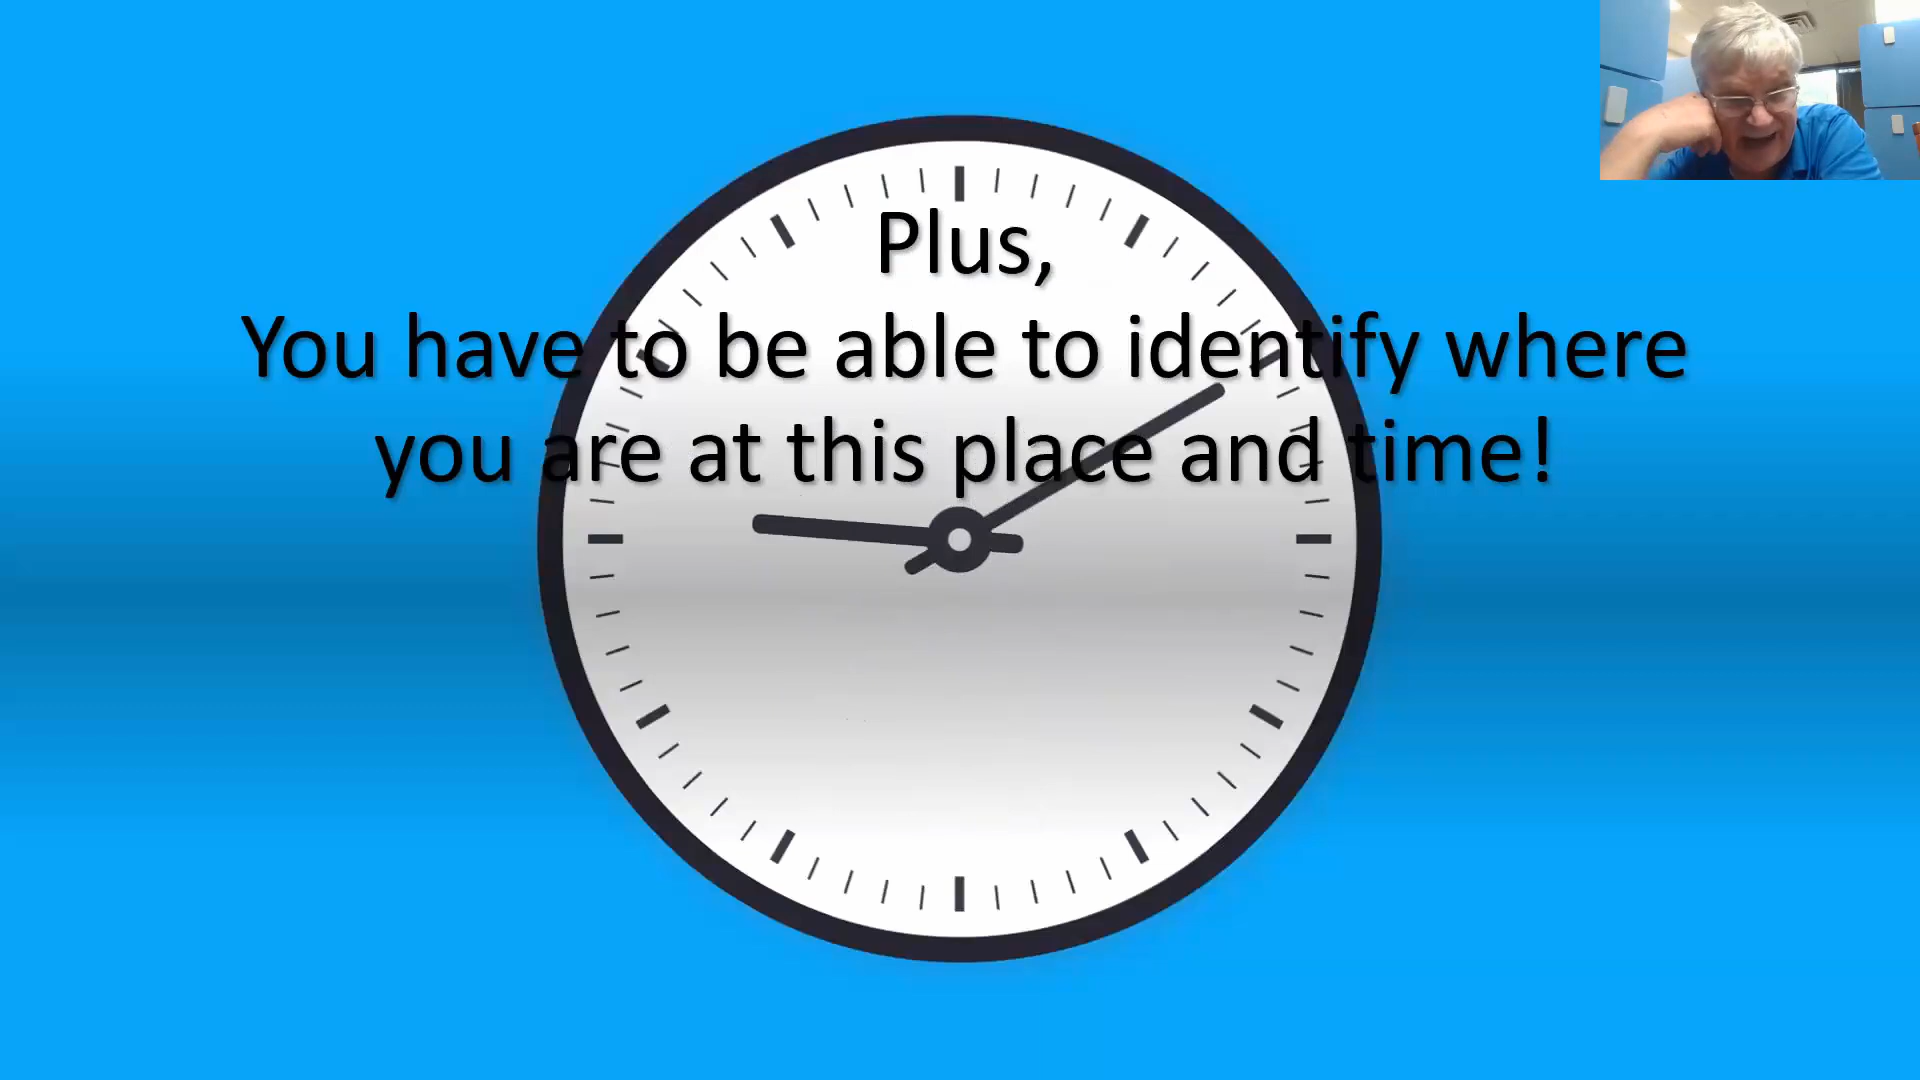 Plus,
You have to be able to identify where
you are at this place and time!